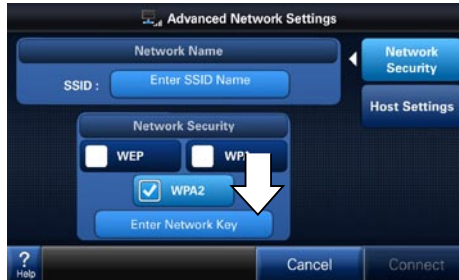 Advanced Network Settings
Network Name
SSID :
Enter SSID Name
Network Security
WEP
WPA2
Enter Network Key
Network
Security
Host Settings
?
Help
Cancel
Connect